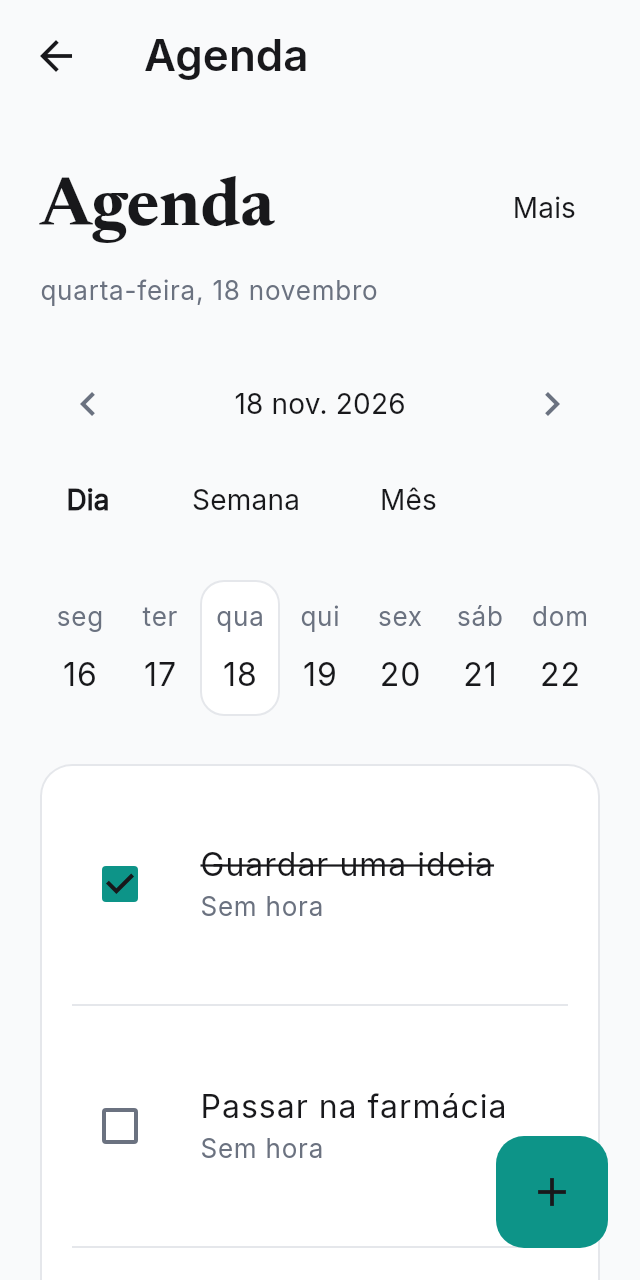 Agenda
Agenda
Mais
quarta-feira, 18 novembro
18 nov. 2026
Dia Semana Mês
seg ter qua qui sex sáb dom
16 17 18 19 20 21 22
Guardar uma ideia
Sem hora
Passar na farmácia
Sem hora